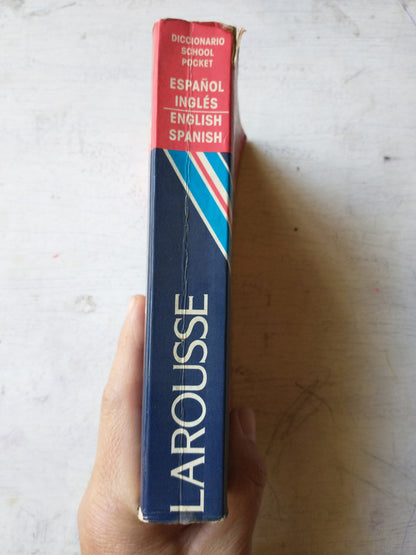 DICCIONARIO
SCHOOL
POCKET
ESPAÑOL
INGLÉS
ENGLISH
SPANISH
LAROUSSE